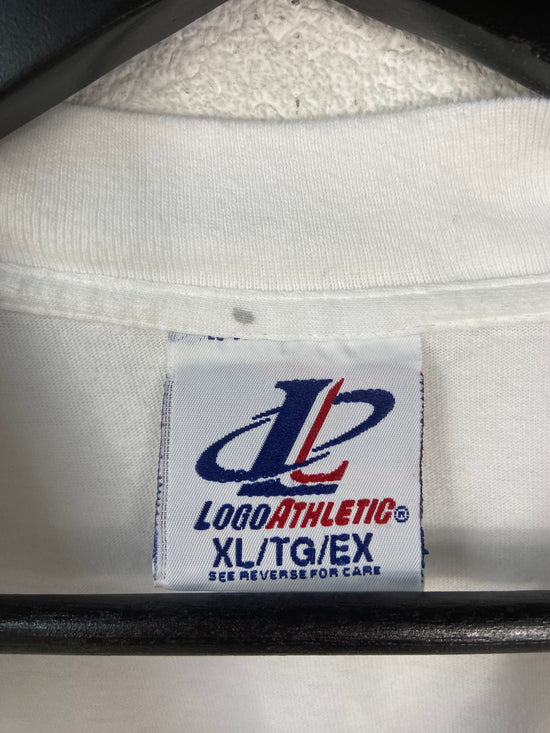 LOGOATHLETIC®
XL/TG/EX
SEE REVERSE FOR CARE